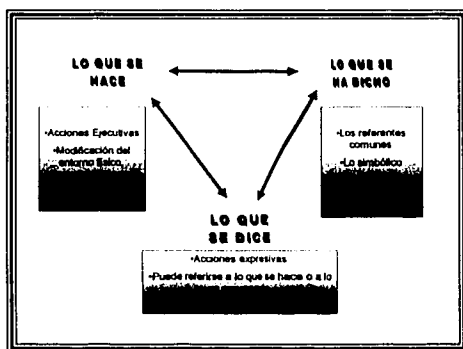 LO QUE SE
HACE
LO QUE SE
HA DICHO
•Acciones Ejecutivas
•Modificación del
entorno físico
•Los referentes
comunes
•Lo simbólico
LO QUE
SE DICE
•Acciones expresivas
•Puede referirse a lo que se hace o a lo